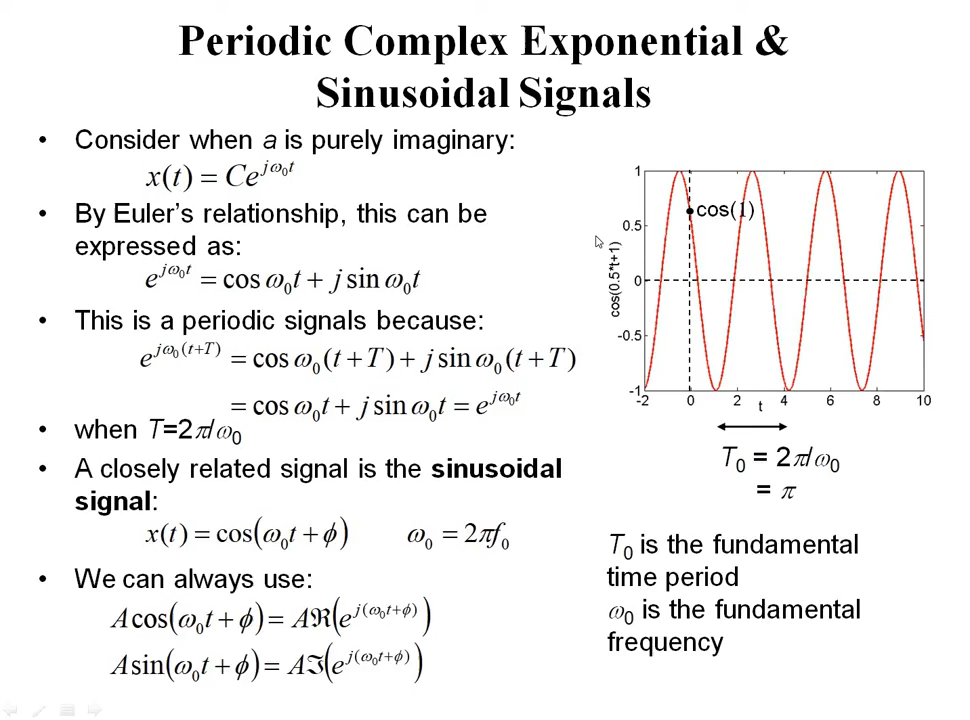 Periodic Complex Exponential &
Sinusoidal Signals
• Consider when a is purely imaginary:
x(t) = Ce^{jω₀t}
• By Euler's relationship, this can be
expressed as:
e^{jω₀t} = cos ω₀t + j sin ω₀t
• This is a periodic signals because:
e^{jω₀(t+T)} = cos ω₀(t + T) + j sin ω₀(t + T)
= cos ω₀t + j sin ω₀t = e^{jω₀t}
• when T=2π/ω₀
• A closely related signal is the sinusoidal
signal:
x(t) = cos(ω₀t + ϕ) ω₀ = 2πf₀
• We can always use:
A cos(ω₀t + ϕ) = Aℜ(e^{j(ω₀t+ϕ)})
A sin(ω₀t + ϕ) = Aℑ(e^{j(ω₀t+ϕ)})
1
0.5
0
-0.5
-1
cos(0.5*t+1)
cos(1)
-2 0 2 4 6 8 10
t
T₀ = 2π/ω₀
= π
T₀ is the fundamental
time period
ω₀ is the fundamental
frequency